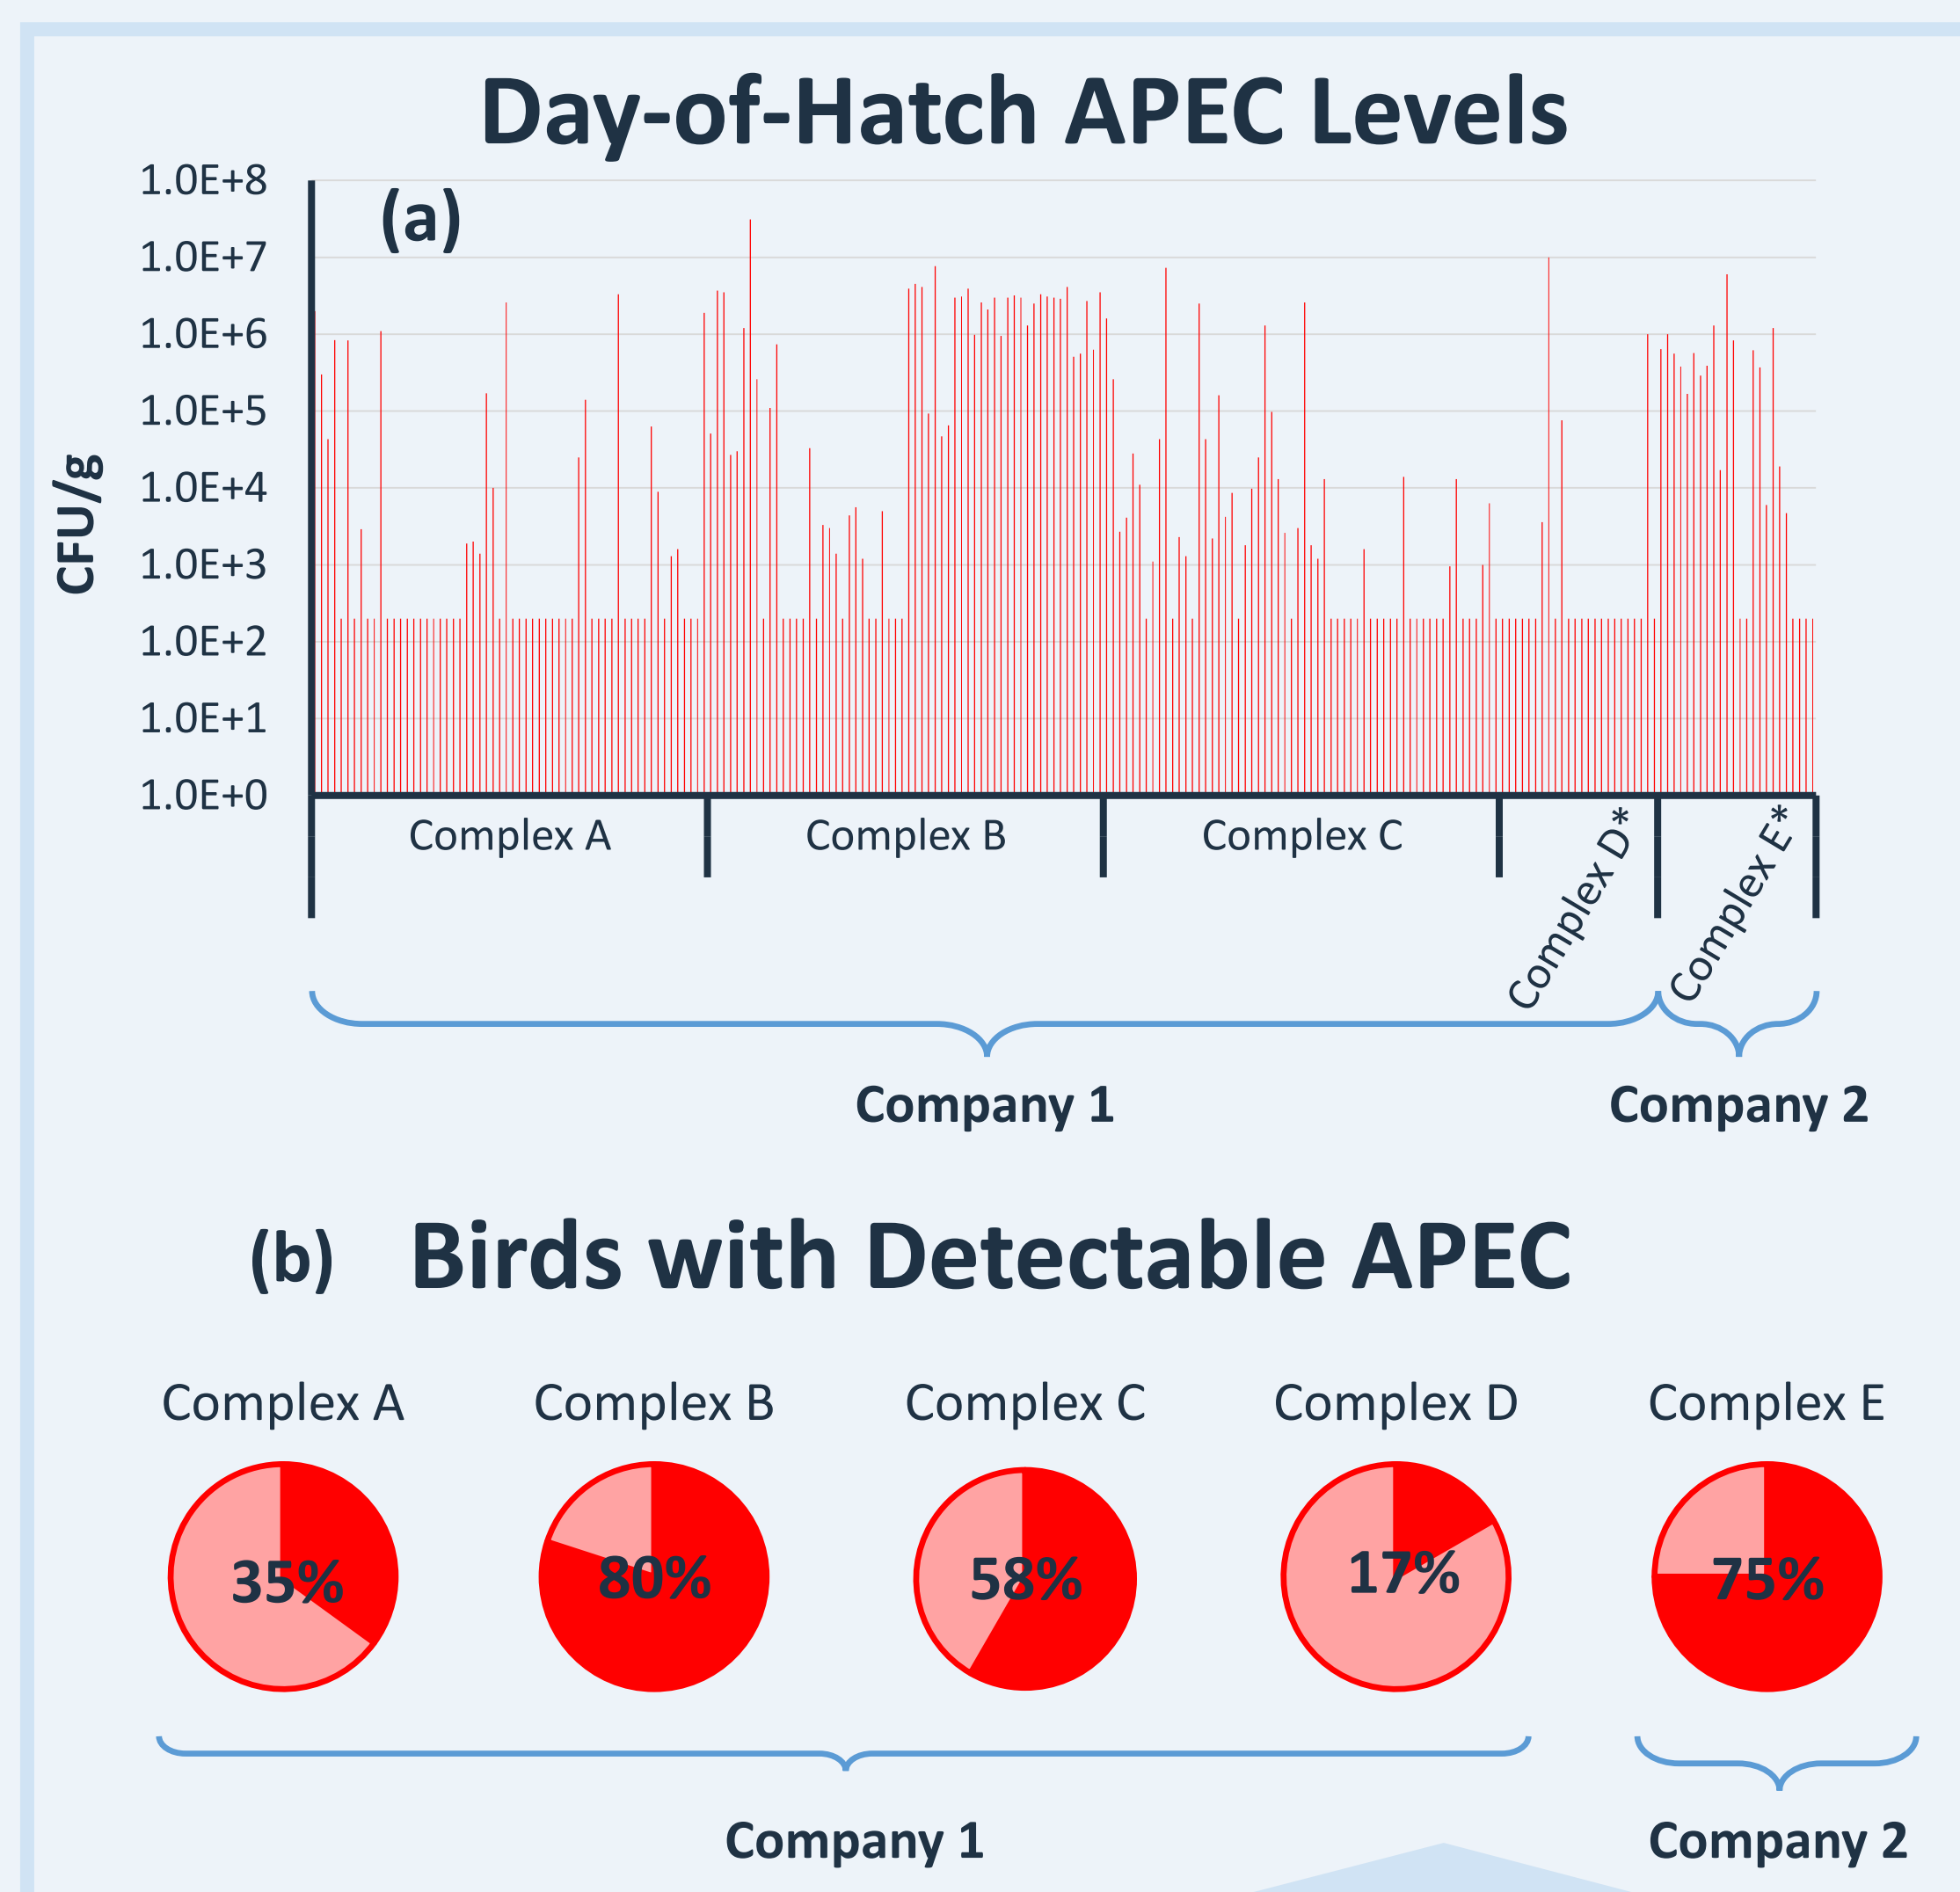 Day-of-Hatch APEC Levels
(a)
1.0E+8
1.0E+7
1.0E+6
1.0E+5
1.0E+4
1.0E+3
1.0E+2
1.0E+1
1.0E+0
CFU/g
Complex A
Complex B
Complex C
Complex D*
Complex E*
Company 1
Company 2
(b) Birds with Detectable APEC
Complex A
Complex B
Complex C
Complex D
Complex E
35%
80%
58%
17%
75%
Company 1
Company 2